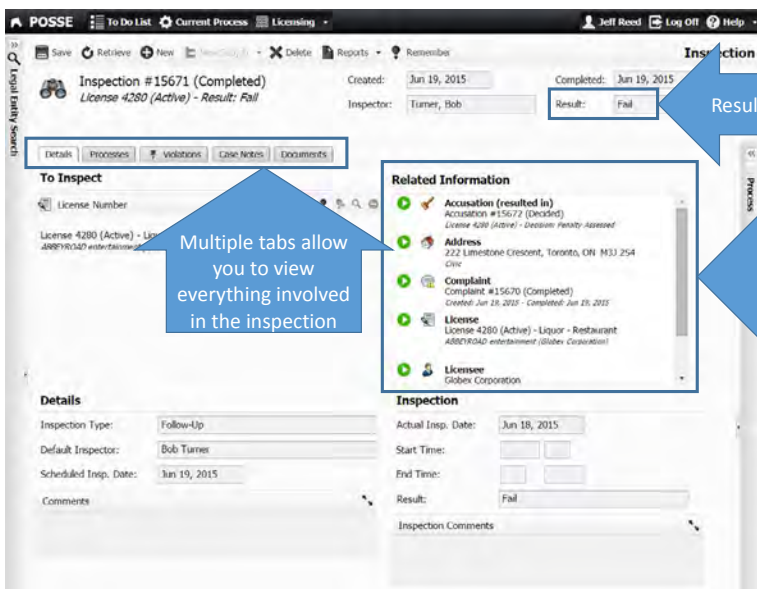 POSSE To Do List Current Process Licensing Jeff Reed Log Off Help
Save Retrieve New Delete Reports Remember Inspection
Legal Entity Search
Inspection #15671 (Completed)
License 4280 (Active) - Result: Fail
Created: Jun 19, 2015 Completed: Jun 19, 2015
Inspector: Turner, Bob Result: Fail
Resul
Details Processes Violations Case Notes Documents
Process
To Inspect
License Number
License 4280 (Active) -
ABBEYROAD entertainment
Multiple tabs allow
you to view
everything involved
in the inspection
Related Information
Accusation (resulted in)
Accusation #15672 (Decided)
License 4280 (Active) - Decision: Penalty Assessed
Address
222 Limestone Crescent, Toronto, ON M3J 2S4
Civic
Complaint
Complaint #15670 (Completed)
Created: Jun 19, 2015 - Completed: Jun 19, 2015
License
License 4280 (Active) - Liquor - Restaurant
ABBEYROAD entertainment (Globex Corporation)
Licensee
Globex Corporation
Details
Inspection Type: Follow-Up
Default Inspector: Bob Turner
Scheduled Insp. Date: Jun 19, 2015
Comments
Inspection
Actual Insp. Date: Jun 18, 2015
Start Time:
End Time:
Result: Fail
Inspection Comments